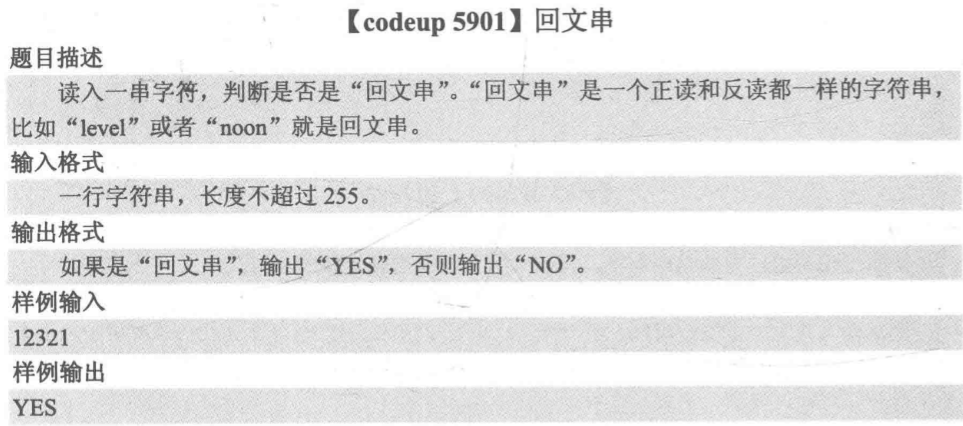 【codeup 5901】回文串
题目描述
读入一串字符，判断是否是“回文串”。“回文串”是一个正读和反读都一样的字符串，
比如“level”或者“noon”就是回文串。
输入格式
一行字符串，长度不超过 255。
输出格式
如果是“回文串”，输出“YES”，否则输出“NO”。
样例输入
12321
样例输出
YES